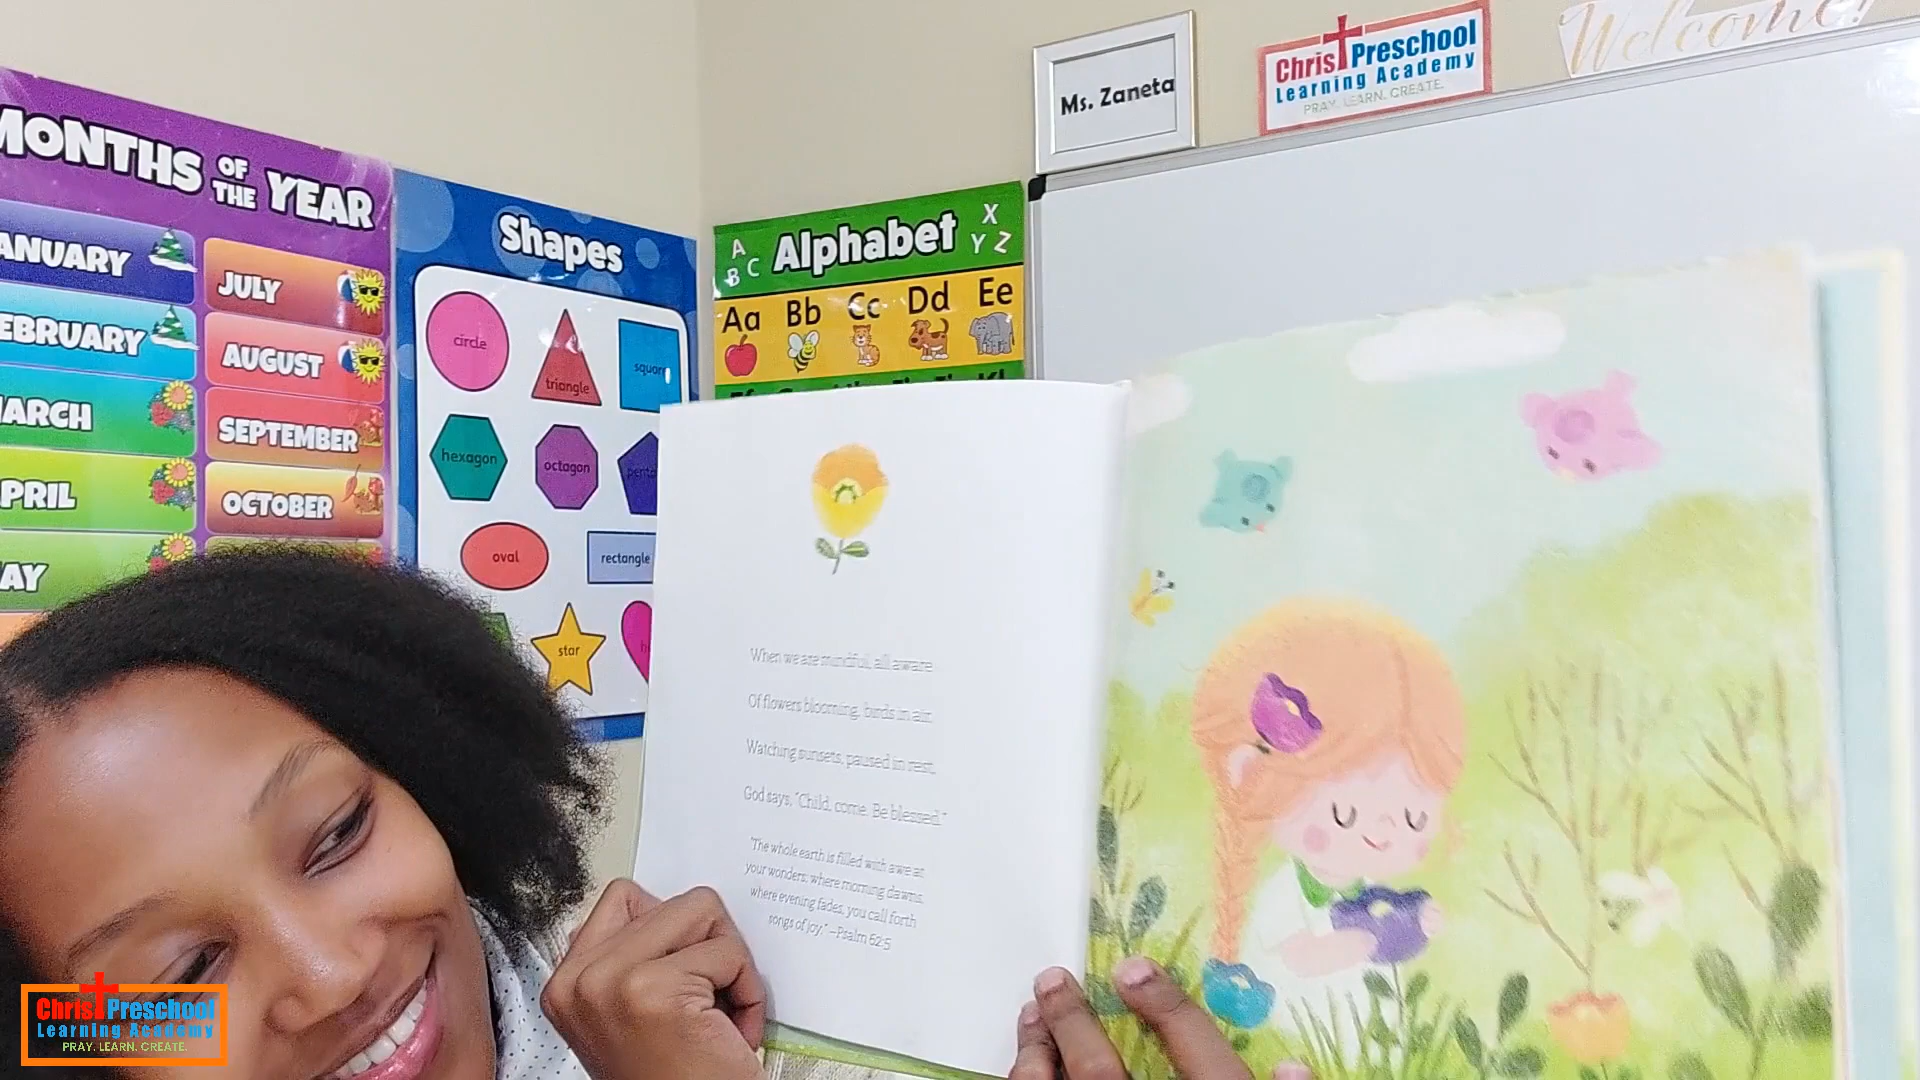 MONTHS OF THE YEAR
ANUARY
EBRUARY
MARCH
PRIL
AY
JULY
AUGUST
SEPTEMBER
OCTOBER
Shapes
circle
triangle
square
hexagon
octagon
penta
oval
rectangle
star
h
A B C Alphabet X Y Z
Aa Bb Cc Dd Ee
Ms. Zaneta
Christ Preschool
Learning Academy
PRAY. LEARN. CREATE.
Welcome!
When we are mindful, all aware
Of flowers blooming, birds in air,
Watching sunsets, paused in rest,
God says, "Child, come. Be blessed."
"The whole earth is filled with awe at
your wonders; where morning dawns,
where evening fades, you call forth
songs of joy." —Psalm 62:5
Christ Preschool
Learning Academy
PRAY. LEARN. CREATE.